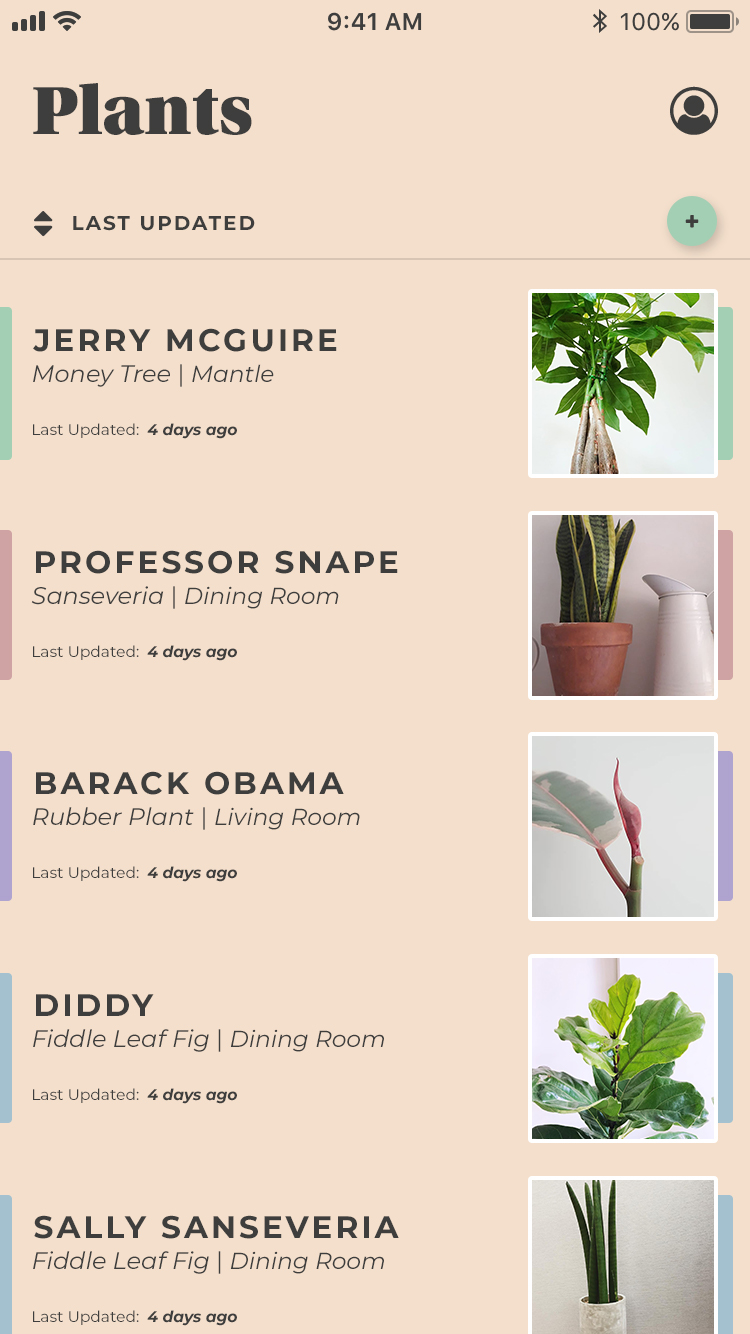 9:41 AM
100%
Plants
LAST UPDATED
+
JERRY MCGUIRE
Money Tree | Mantle
Last Updated: 4 days ago
PROFESSOR SNAPE
Sanseveria | Dining Room
Last Updated: 4 days ago
BARACK OBAMA
Rubber Plant | Living Room
Last Updated: 4 days ago
DIDDY
Fiddle Leaf Fig | Dining Room
Last Updated: 4 days ago
SALLY SANSEVERIA
Fiddle Leaf Fig | Dining Room
Last Updated: 4 days ago